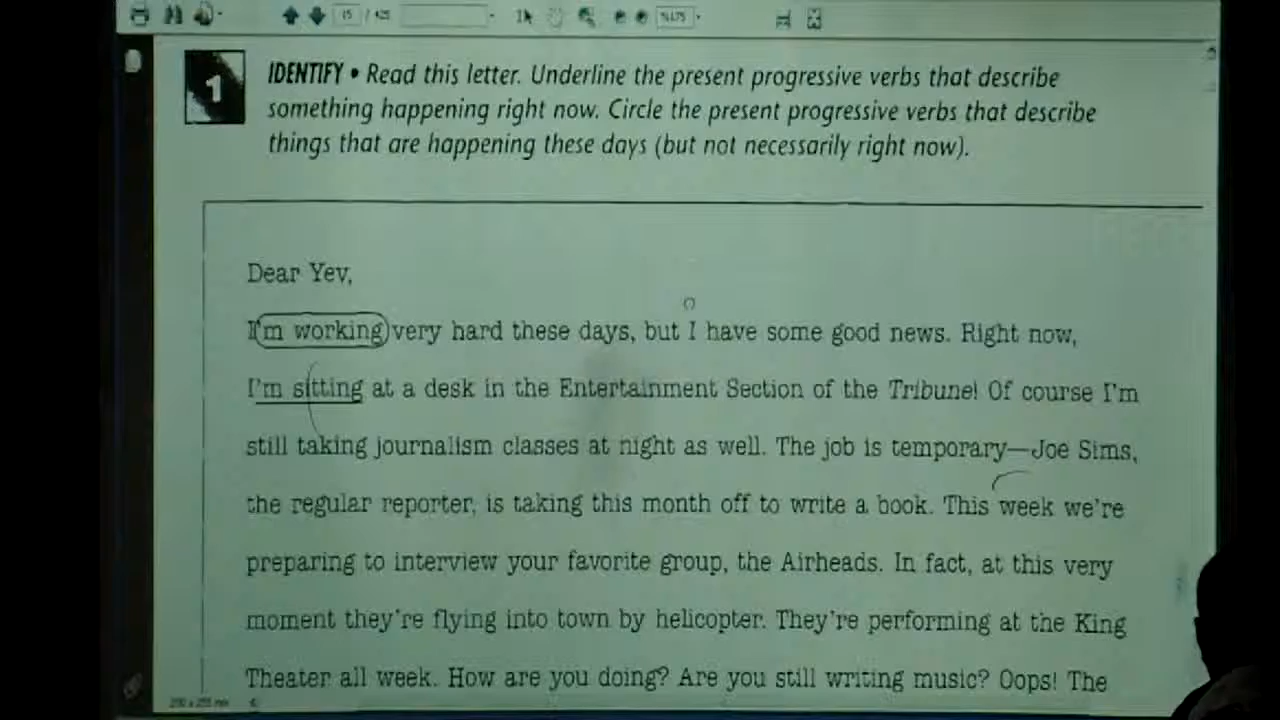 15 / 425
%175
1
IDENTIFY • Read this letter. Underline the present progressive verbs that describe
something happening right now. Circle the present progressive verbs that describe
things that are happening these days (but not necessarily right now).
Dear Yev,
I'm working very hard these days, but I have some good news. Right now,
I'm sitting at a desk in the Entertainment Section of the Tribune! Of course I'm
still taking journalism classes at night as well. The job is temporary—Joe Sims,
the regular reporter, is taking this month off to write a book. This week we're
preparing to interview your favorite group, the Airheads. In fact, at this very
moment they're flying into town by helicopter. They're performing at the King
Theater all week. How are you doing? Are you still writing music? Oops! The